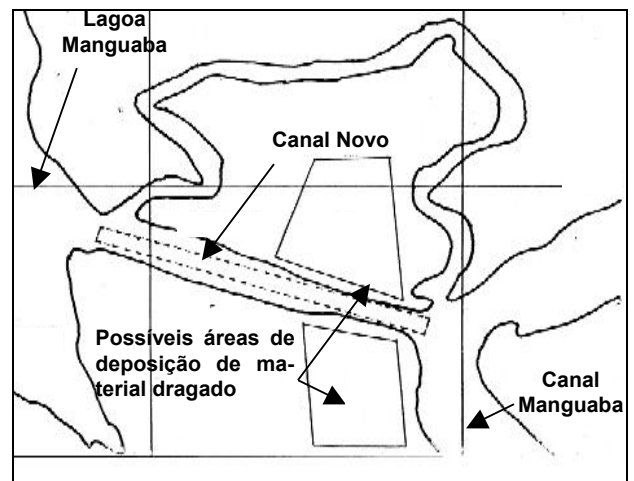 Lagoa
Manguaba
Canal Novo
Possíveis áreas de
deposição de ma-
terial dragado
Canal
Manguaba